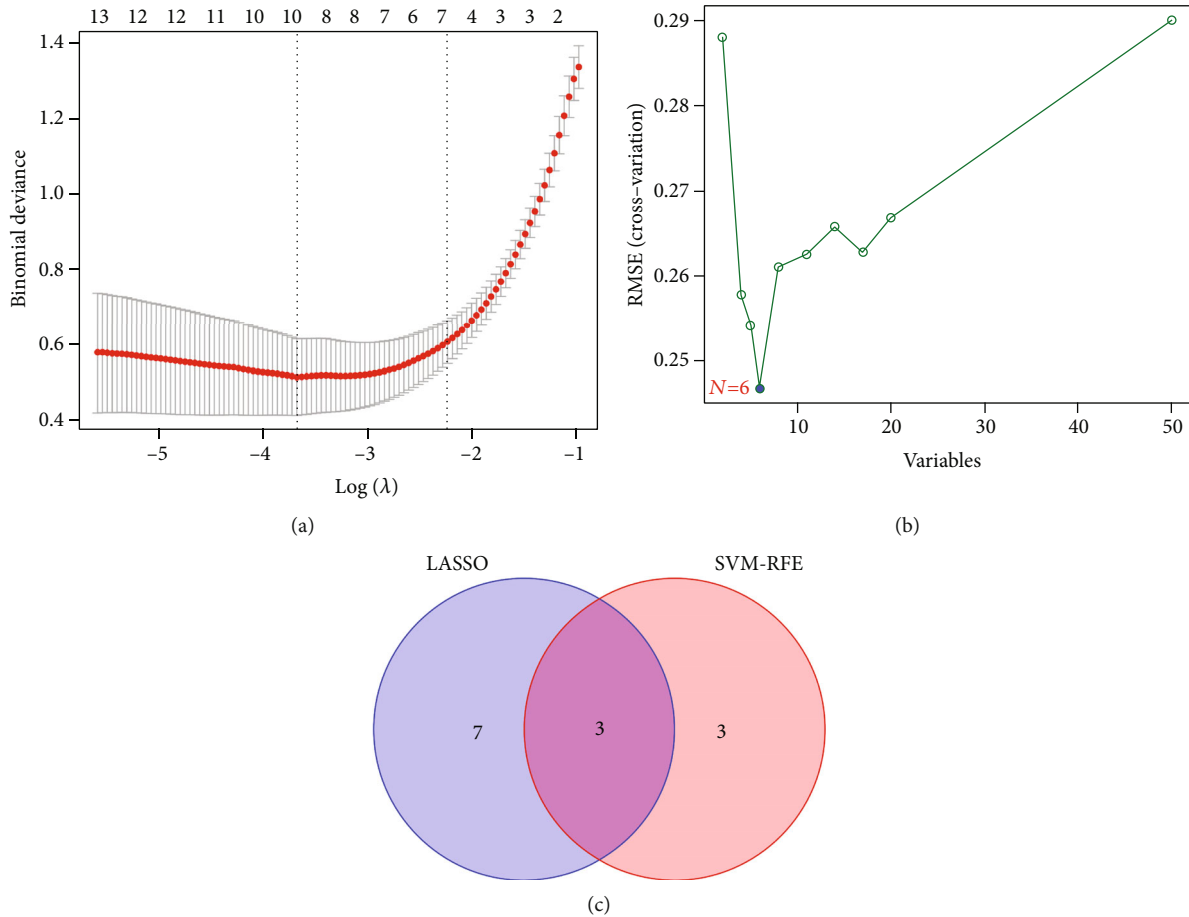 13 12 12 11 10 10 8 8 7 6 7 4 3 3 2
1.4
1.2
1.0
0.8
0.6
0.4
Binomial deviance
−5 −4 −3 −2 −1
Log (λ)
(a)
0.29
0.28
0.27
0.26
0.25
RMSE (cross−variation)
N=6
10 20 30 40 50
Variables
(b)
LASSO SVM-RFE
7 3 3
(c)